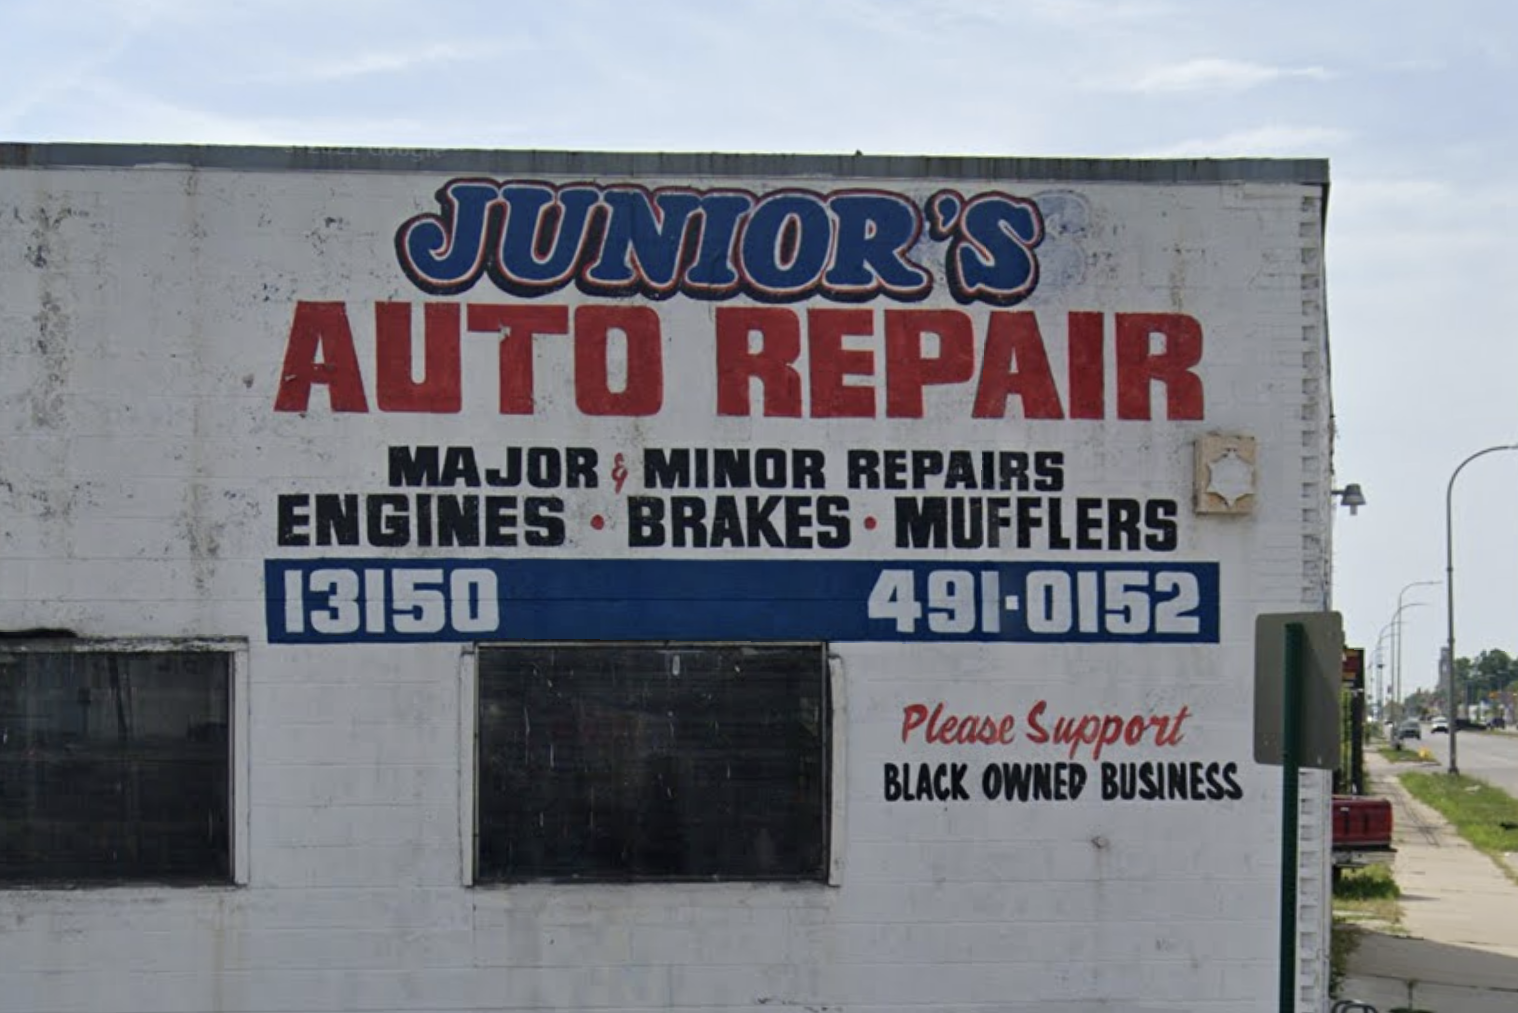 JUNIOR'S
AUTO REPAIR
MAJOR & MINOR REPAIRS
ENGINES • BRAKES • MUFFLERS
13150 491-0152
Please Support
BLACK OWNED BUSINESS